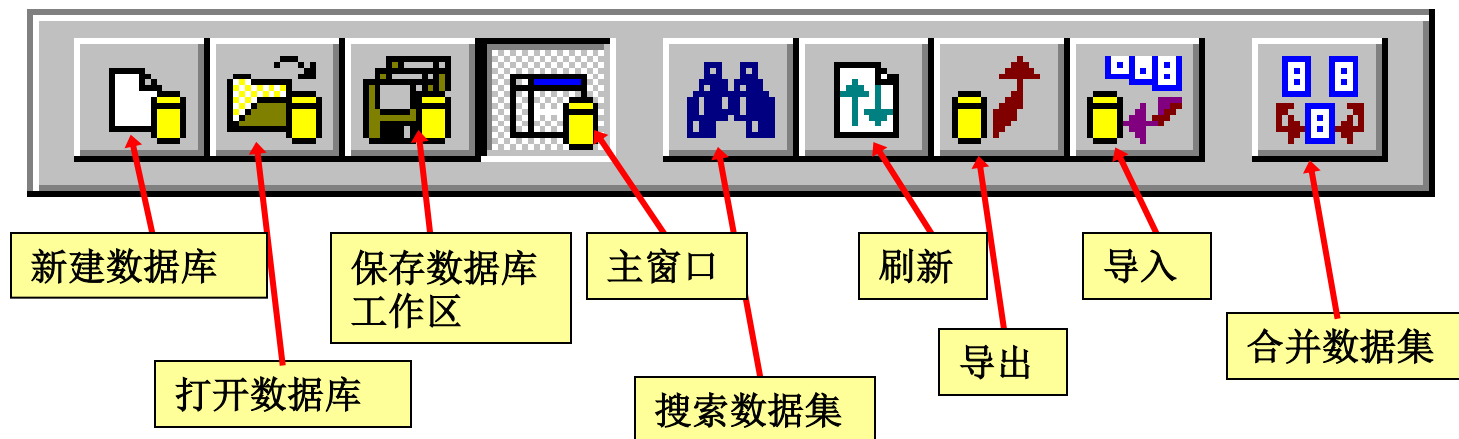 新建数据库
保存数据库
工作区
主窗口
刷新
导入
打开数据库
搜索数据集
导出
合并数据集